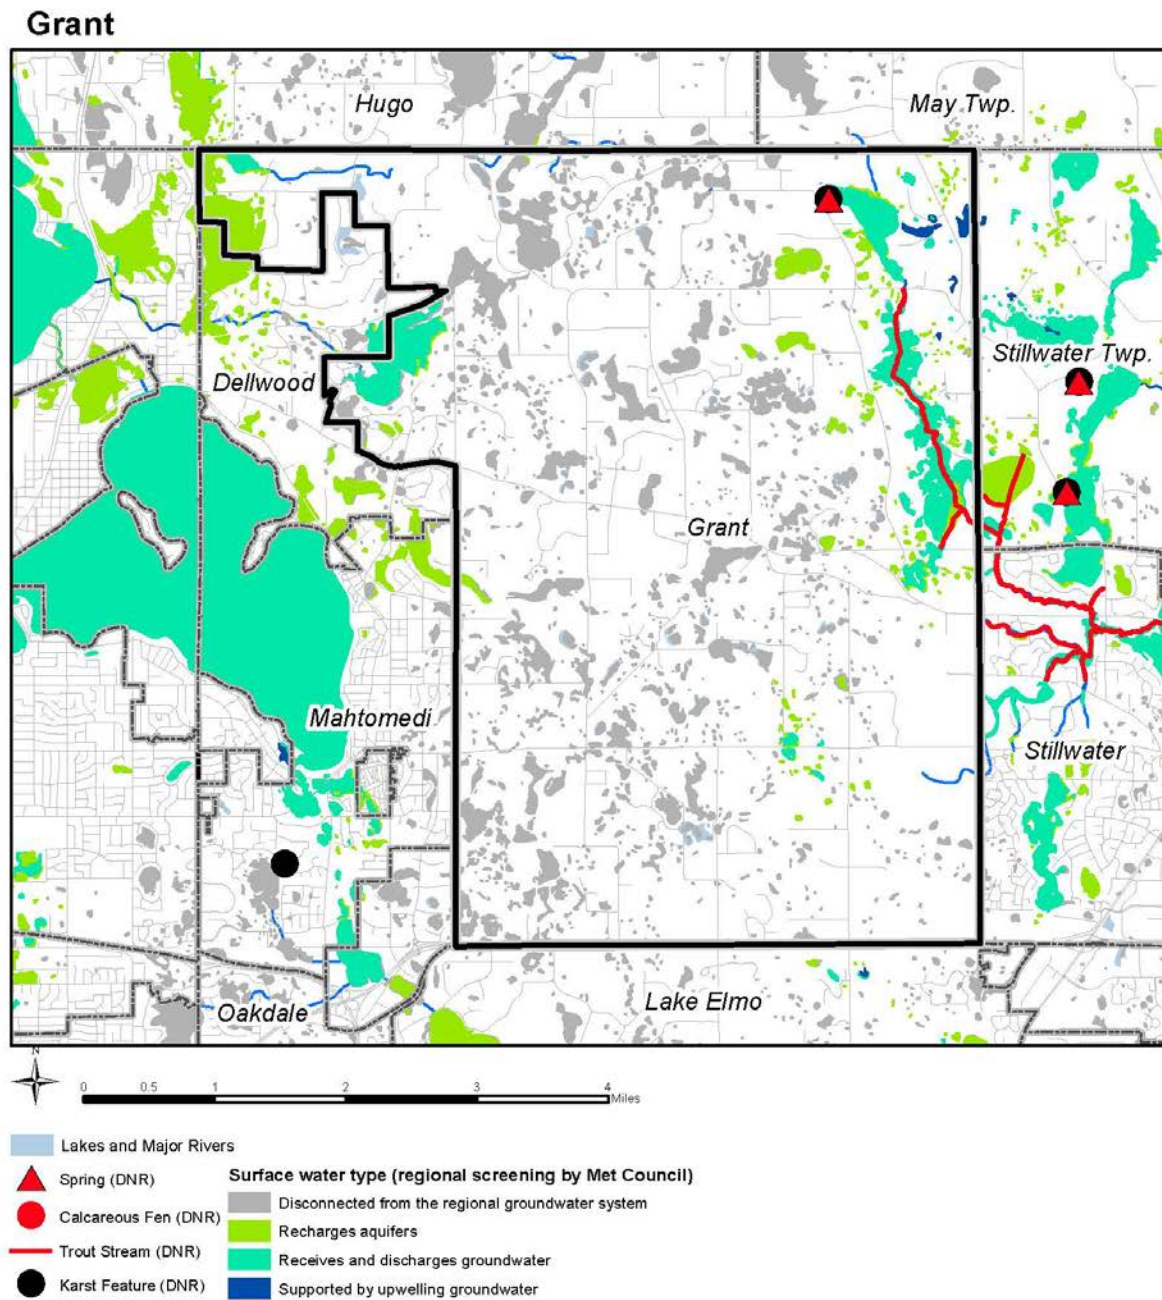 Grant
Hugo
May Twp.
Stillwater Twp.
Dellwood
Grant
Mahtomedi
Stillwater
Oakdale
Lake Elmo
N
0 0.5 1 2 3 4
Miles
Lakes and Major Rivers
Spring (DNR)
Calcareous Fen (DNR)
Trout Stream (DNR)
Karst Feature (DNR)
Surface water type (regional screening by Met Council)
Disconnected from the regional groundwater system
Recharges aquifers
Receives and discharges groundwater
Supported by upwelling groundwater